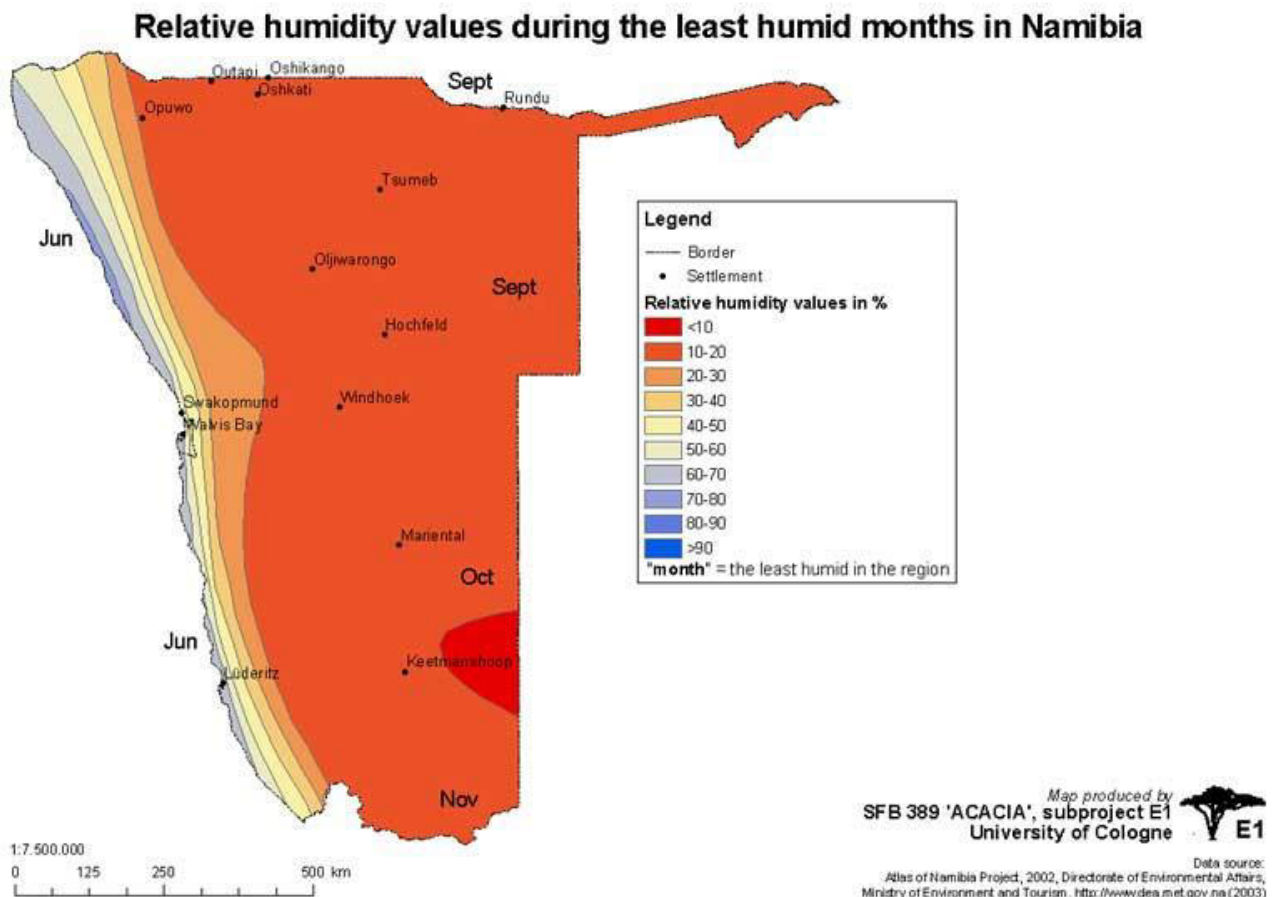 Relative humidity values during the least humid months in Namibia
Outapi
Oshikango
Oshkati
Sept
Rundu
Opuwo
Tsumeb
Jun
Oljiwarongo
Sept
Hochfeld
Swakopmund
Walvis Bay
Windhoek
Mariental
Oct
Jun
Keetmanshoop
Lüderitz
Nov
Legend
Border
Settlement
Relative humidity values in %
<10
10-20
20-30
30-40
40-50
50-60
60-70
70-80
80-90
>90
"month" = the least humid in the region
1:7.500.000
0 125 250 500 km
Map produced by
SFB 389 'ACACIA', subproject E1
University of Cologne
E1
Data source:
Atlas of Namibia Project, 2002, Directorate of Environmental Affairs,
Ministry of Environment and Tourism, http://www.dea.met.gov.na (2003)